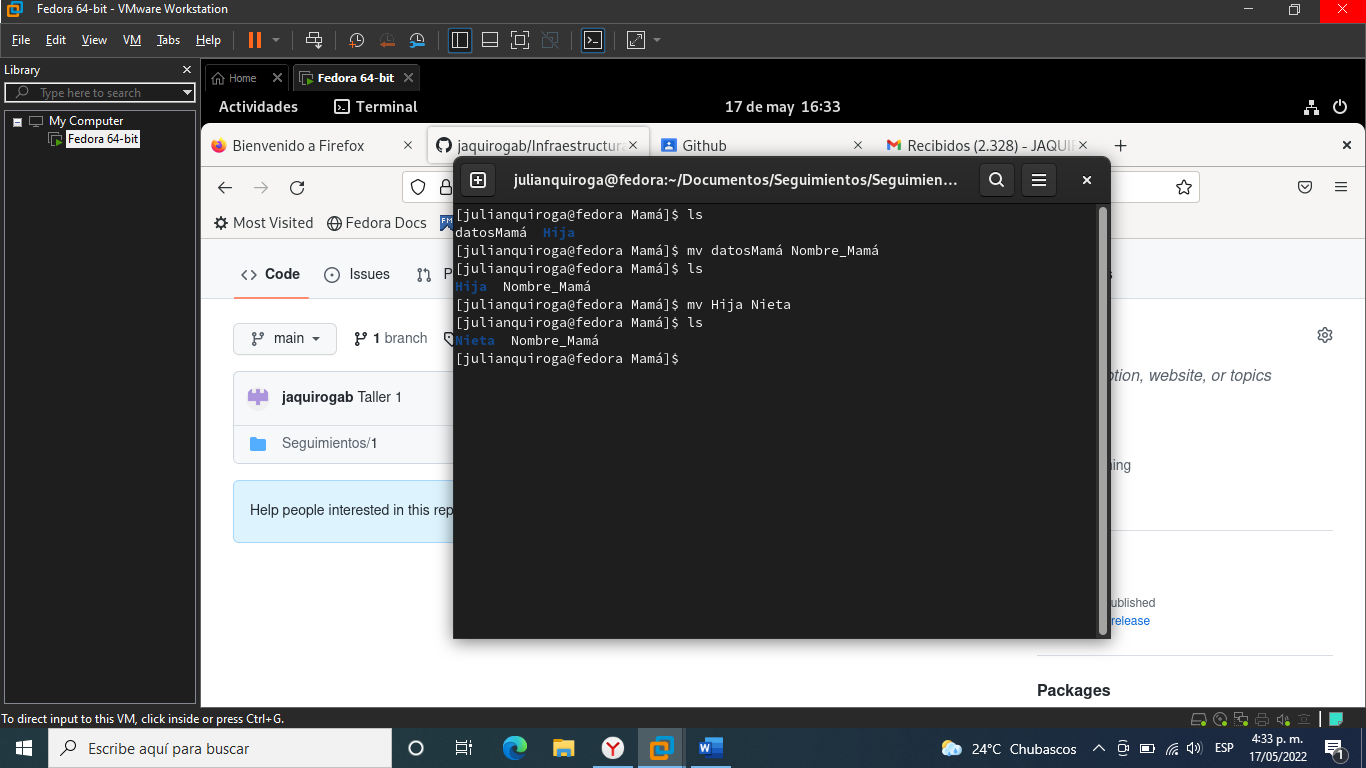 Fedora 64-bit - VMware Workstation
File Edit View VM Tabs Help
Library
Type here to search
My Computer
Fedora 64-bit
Home
Fedora 64-bit
Actividades Terminal 17 de may 16:33
Bienvenido a Firefox
jaquirogab/Infraestructura
Github
Recibidos (2.328) - JAQUI
julianquiroga@fedora:~/Documentos/Seguimientos/Seguimien...
Most Visited Fedora Docs
[julianquiroga@fedora Mamá]$ ls
datosMamá Hija
[julianquiroga@fedora Mamá]$ mv datosMamá Nombre_Mamá
[julianquiroga@fedora Mamá]$ ls
Hija Nombre_Mamá
[julianquiroga@fedora Mamá]$ mv Hija Nieta
[julianquiroga@fedora Mamá]$ ls
Nieta Nombre_Mamá
[julianquiroga@fedora Mamá]$
Code Issues P
main
1 branch
jaquirogab Taller 1
Seguimientos/1
Help people interested in this rep
ption, website, or topics
ublished
release
Packages
To direct input to this VM, click inside or press Ctrl+G.
Escribe aquí para buscar
24°C Chubascos
ESP
4:33 p. m.
17/05/2022
1